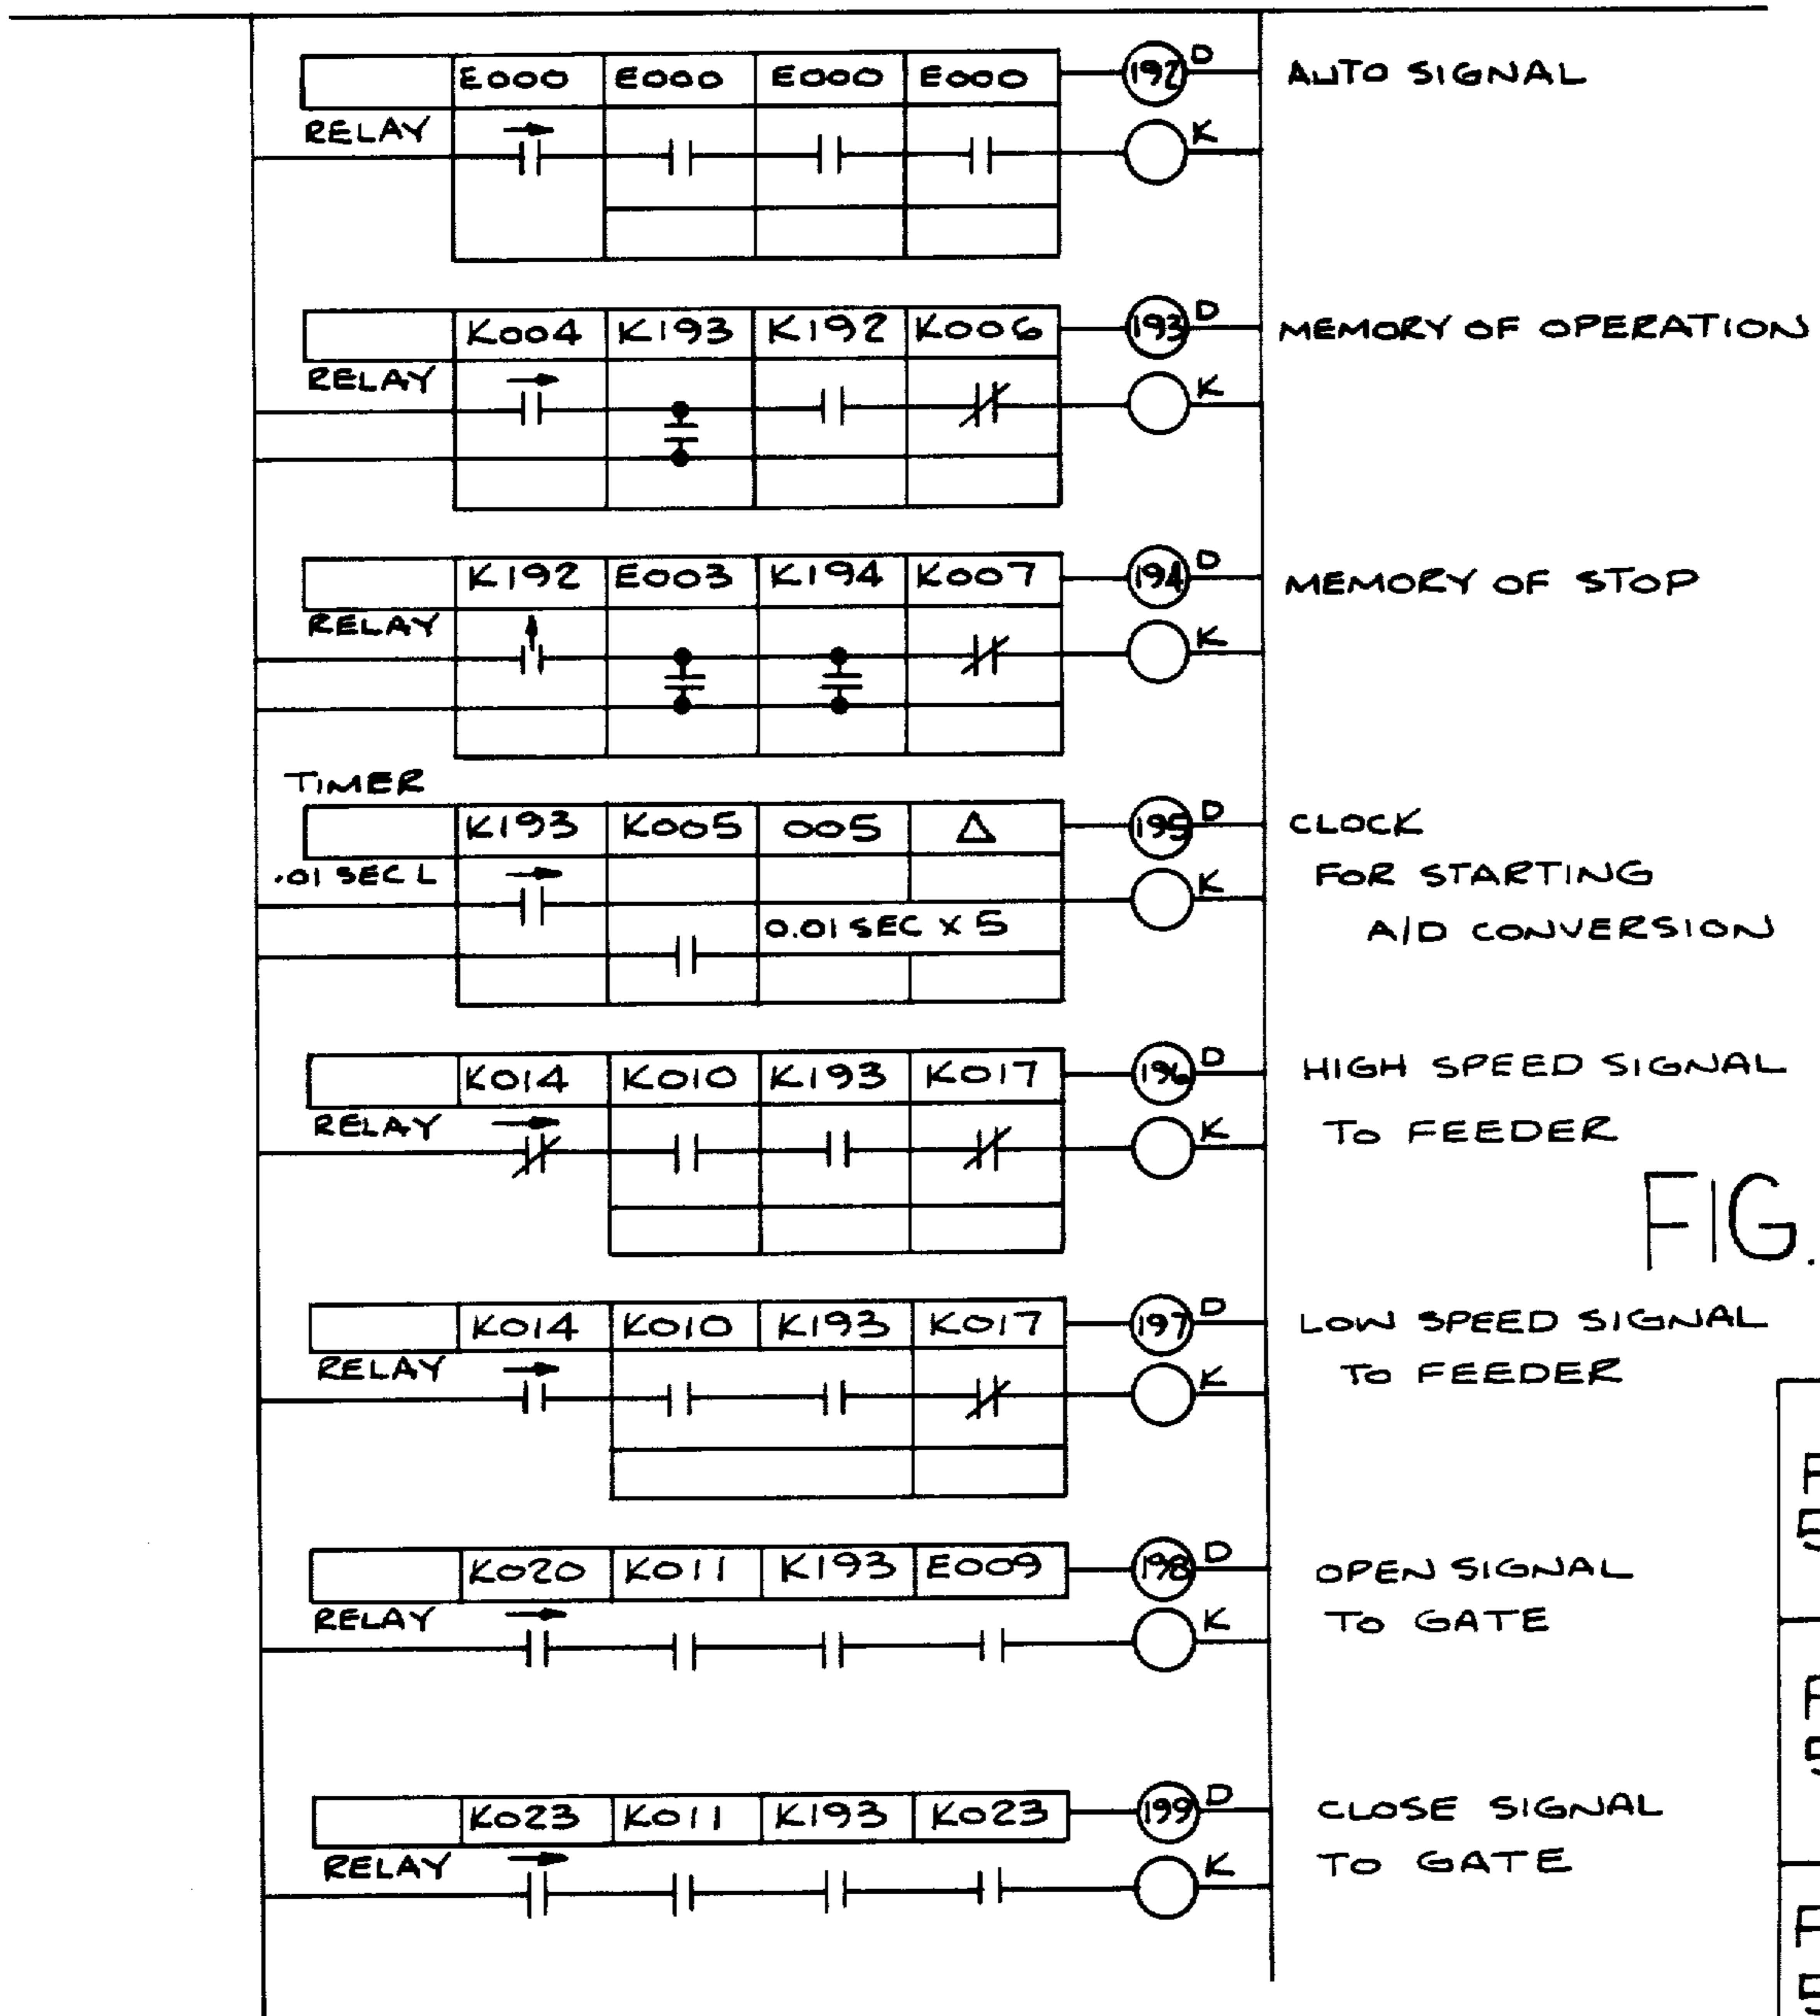 E000 E000 E000 E000 192 D AUTO SIGNAL
RELAY K
K004 K193 K192 K006 193 D MEMORY OF OPERATION
RELAY K
K192 E003 K194 K007 194 D MEMORY OF STOP
RELAY K
TIMER
K193 K005 005 Δ 195 D CLOCK
.01 SEC L K FOR STARTING
0.01 SEC X 5 A/D CONVERSION
K014 K010 K193 K017 196 D HIGH SPEED SIGNAL
RELAY K TO FEEDER
FIG.
K014 K010 K193 K017 197 D LOW SPEED SIGNAL
RELAY K TO FEEDER
K020 K011 K193 E009 198 D OPEN SIGNAL
RELAY K TO GATE
K023 K011 K193 K023 199 D CLOSE SIGNAL
RELAY K TO GATE